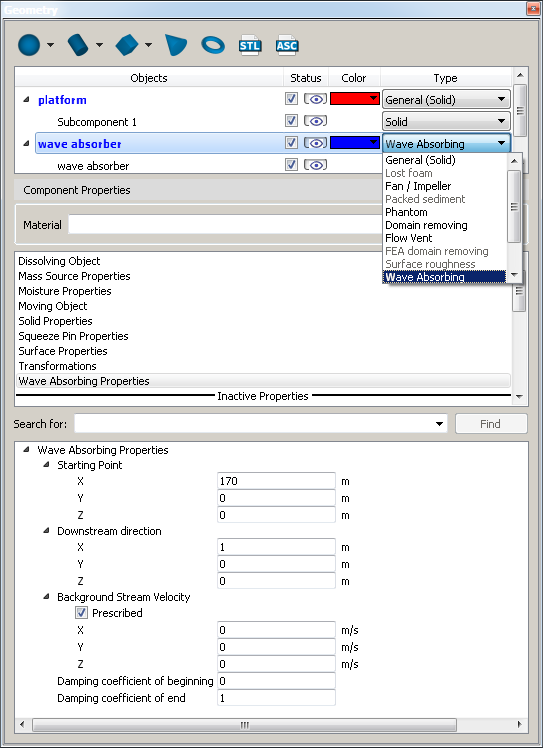 Geometry
STL ASC
Objects Status Color Type
platform General (Solid)
Subcomponent 1 Solid
wave absorber Wave Absorbing
wave absorber
General (Solid)
Lost foam
Fan / Impeller
Packed sediment
Phantom
Domain removing
Flow Vent
FEA domain removing
Surface roughness
Wave Absorbing
Component Properties
Material
Dissolving Object
Mass Source Properties
Moisture Properties
Moving Object
Solid Properties
Squeeze Pin Properties
Surface Properties
Transformations
Wave Absorbing Properties
Inactive Properties
Search for: Find
Wave Absorbing Properties
Starting Point
X 170 m
Y 0 m
Z 0 m
Downstream direction
X 1 m
Y 0 m
Z 0 m
Background Stream Velocity
Prescribed
X 0 m/s
Y 0 m/s
Z 0 m/s
Damping coefficient of beginning 0
Damping coefficient of end 1